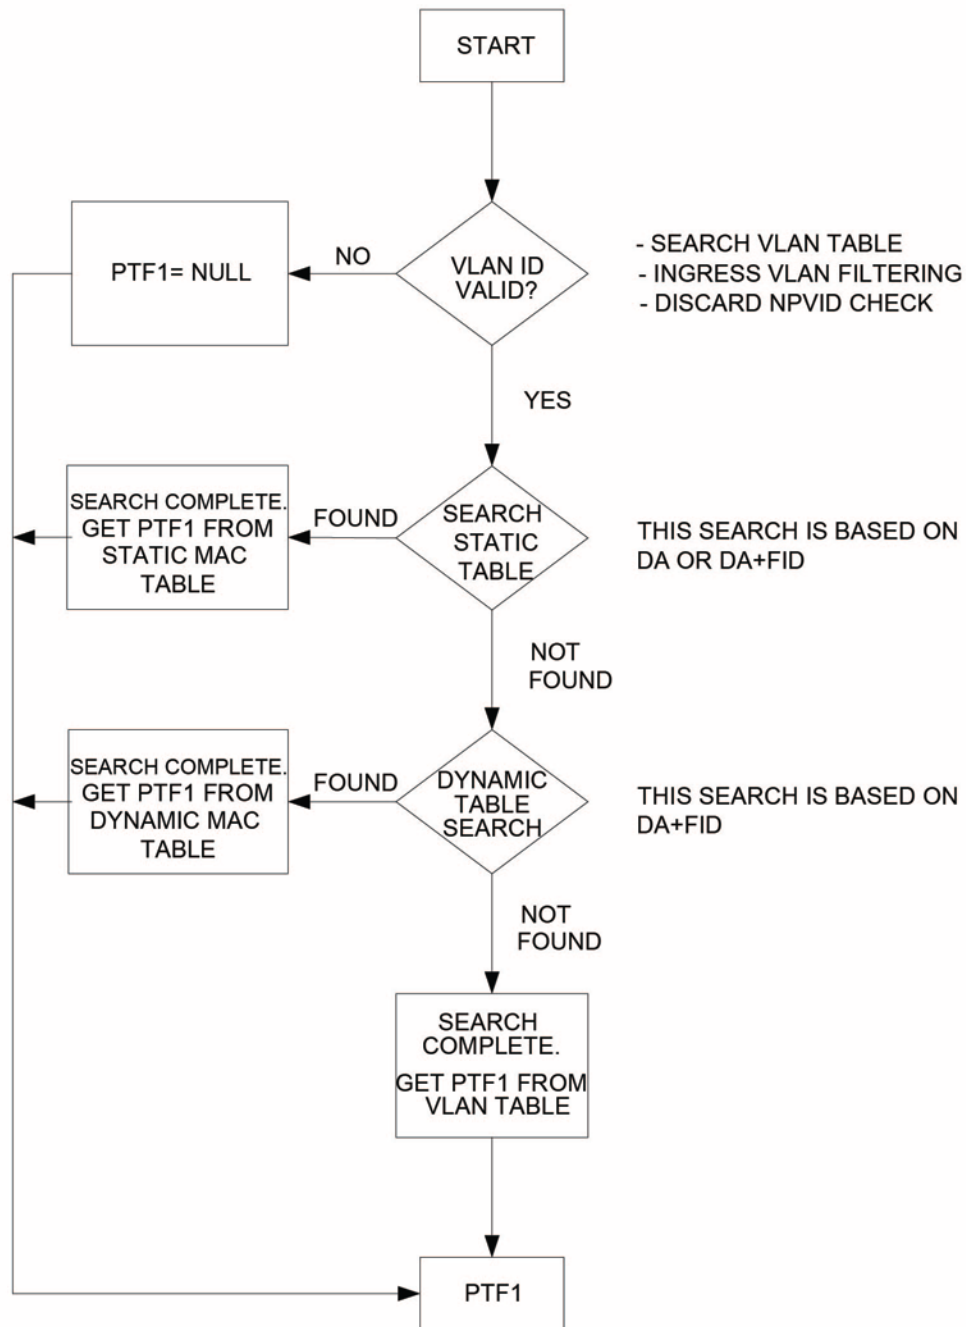 START
PTF1= NULL
NO
VLAN ID
VALID?
- SEARCH VLAN TABLE
- INGRESS VLAN FILTERING
- DISCARD NPVID CHECK
YES
SEARCH COMPLETE.
GET PTF1 FROM
STATIC MAC
TABLE
FOUND
SEARCH
STATIC
TABLE
THIS SEARCH IS BASED ON
DA OR DA+FID
NOT
FOUND
SEARCH COMPLETE.
GET PTF1 FROM
DYNAMIC MAC
TABLE
FOUND
DYNAMIC
TABLE
SEARCH
THIS SEARCH IS BASED ON
DA+FID
NOT
FOUND
SEARCH
COMPLETE.
GET PTF1 FROM
VLAN TABLE
PTF1